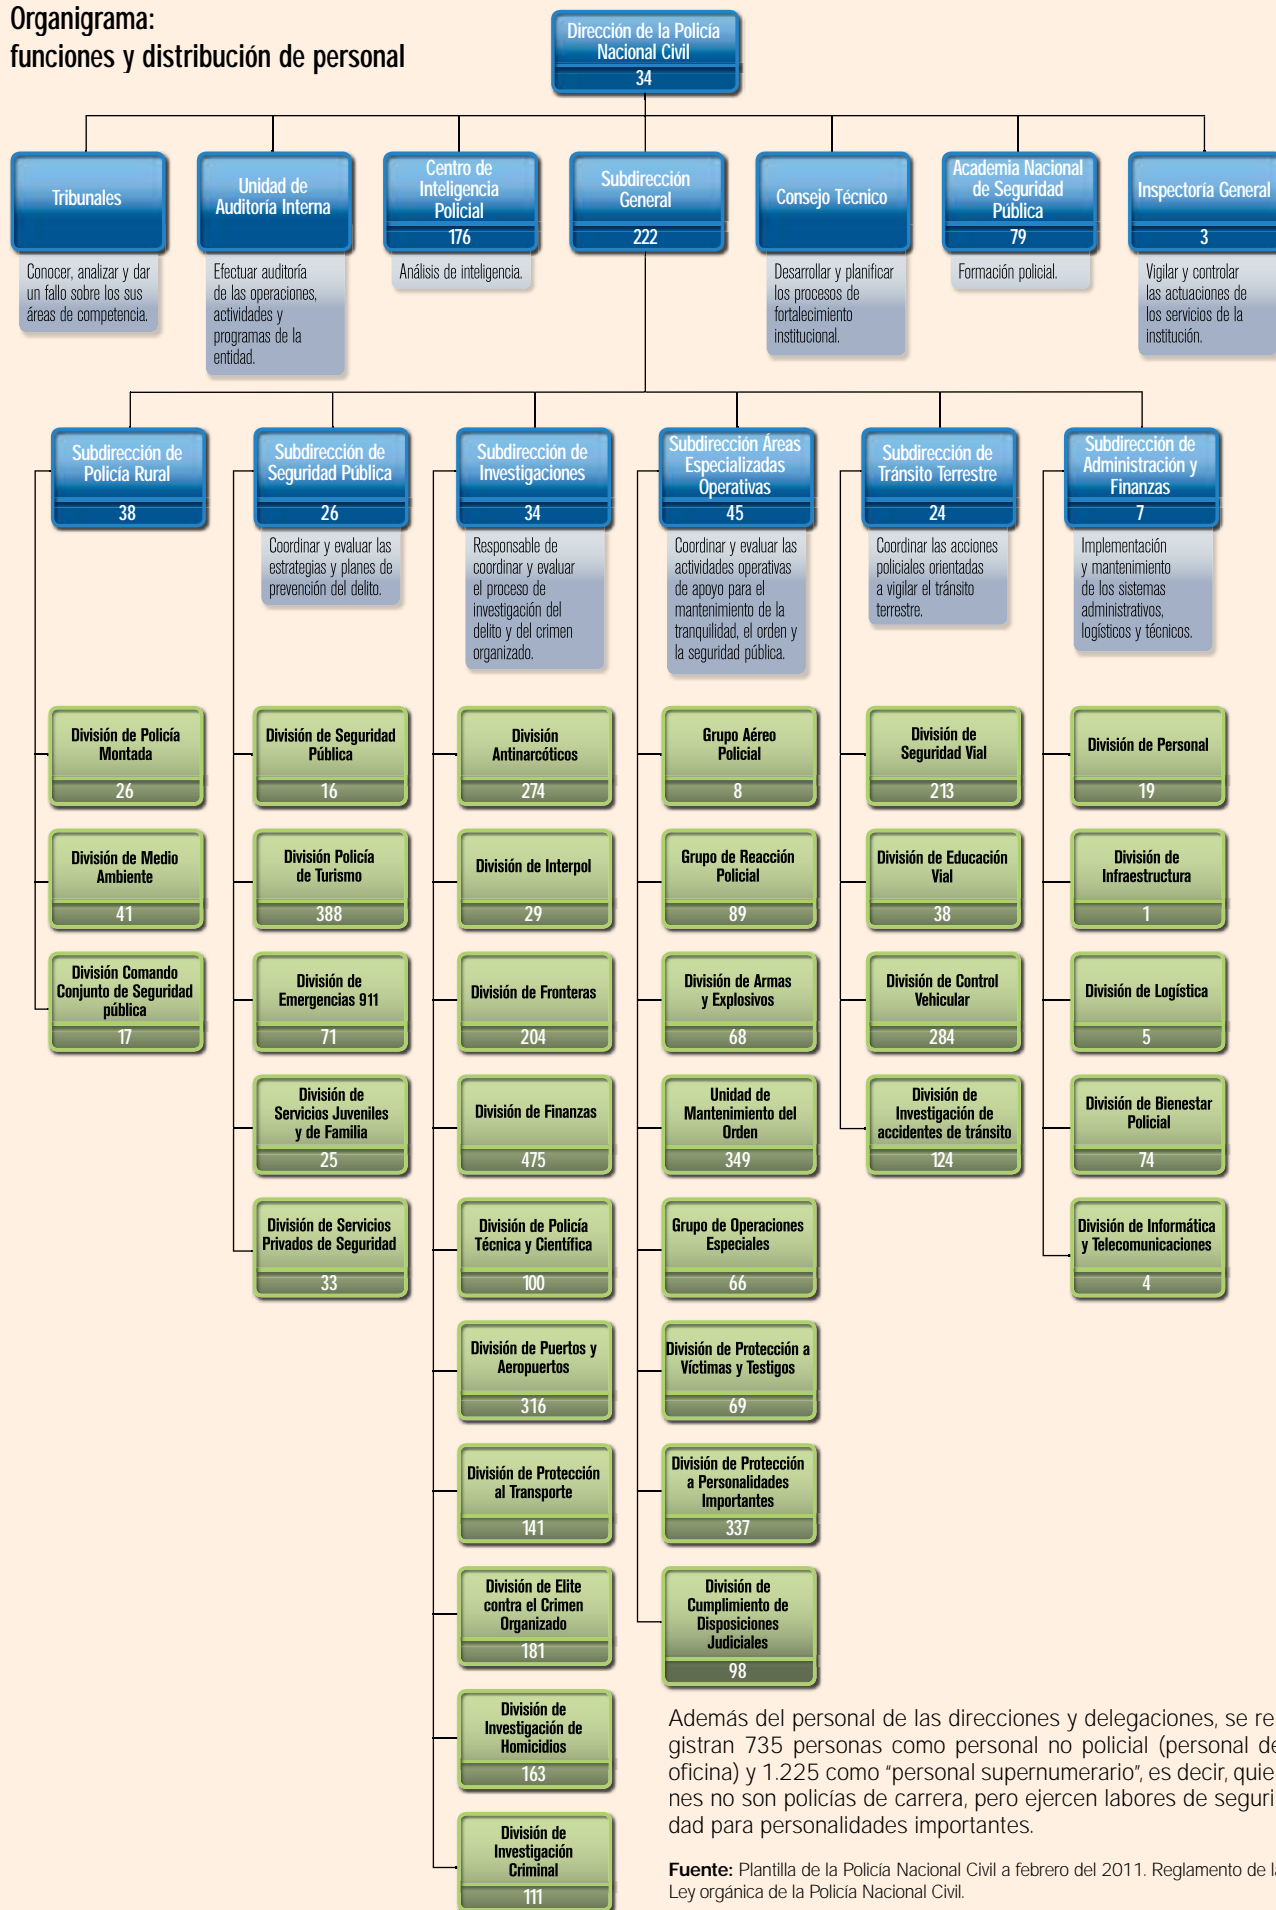 Organigrama:
funciones y distribución de personal
Dirección de la Policía
Nacional Civil
34
Tribunales
Conocer, analizar y dar
un fallo sobre los sus
áreas de competencia.
Unidad de
Auditoría Interna
Efectuar auditoría
de las operaciones,
actividades y
programas de la
entidad.
Centro de
Inteligencia
Policial
176
Análisis de inteligencia.
Subdirección
General
222
Consejo Técnico
Desarrollar y planificar
los procesos de
fortalecimiento
institucional.
Academia Nacional
de Seguridad
Pública
79
Formación policial.
Inspectoría General
3
Vigilar y controlar
las actuaciones de
los servicios de la
institución.
Subdirección de
Policía Rural
38
División de Policía
Montada
26
División de Medio
Ambiente
41
División Comando
Conjunto de Seguridad
pública
17
Subdirección de
Seguridad Pública
26
Coordinar y evaluar las
estrategias y planes de
prevención del delito.
División de Seguridad
Pública
16
División Policía
de Turismo
388
División de
Emergencias 911
71
División de
Servicios Juveniles
y de Familia
25
División de Servicios
Privados de Seguridad
33
Subdirección de
Investigaciones
34
Responsable de
coordinar y evaluar
el proceso de
investigación del
delito y del crimen
organizado.
División
Antinarcóticos
274
División de Interpol
29
División de Fronteras
204
División de Finanzas
475
División de Policía
Técnica y Científica
100
División de Puertos y
Aeropuertos
316
División de Protección
al Transporte
141
División de Elite
contra el Crimen
Organizado
181
División de
Investigación de
Homicidios
163
División de
Investigación
Criminal
111
Subdirección Áreas
Especializadas
Operativas
45
Coordinar y evaluar las
actividades operativas
de apoyo para el
mantenimiento de la
tranquilidad, el orden y
la seguridad pública.
Grupo Aéreo
Policial
8
Grupo de Reacción
Policial
89
División de Armas
y Explosivos
68
Unidad de
Mantenimiento del
Orden
349
Grupo de Operaciones
Especiales
66
División de Protección a
Víctimas y Testigos
69
División de Protección
a Personalidades
Importantes
337
División de
Cumplimiento de
Disposiciones
Judiciales
98
Subdirección de
Tránsito Terrestre
24
Coordinar las acciones
policiales orientadas
a vigilar el tránsito
terrestre.
División de
Seguridad Vial
213
División de Educación
Vial
38
División de Control
Vehicular
284
División de
Investigación de
accidentes de tránsito
124
Subdirección de
Administración y
Finanzas
7
Implementación
y mantenimiento
de los sistemas
administrativos,
logísticos y técnicos.
División de Personal
19
División de
Infraestructura
1
División de Logística
5
División de Bienestar
Policial
74
División de Informática
y Telecomunicaciones
4
Además del personal de las direcciones y delegaciones, se re
gistran 735 personas como personal no policial (personal de
oficina) y 1.225 como “personal supernumerario”, es decir, quie
nes no son policías de carrera, pero ejercen labores de seguri
dad para personalidades importantes.
Fuente: Plantilla de la Policía Nacional Civil a febrero del 2011. Reglamento de la
Ley orgánica de la Policía Nacional Civil.